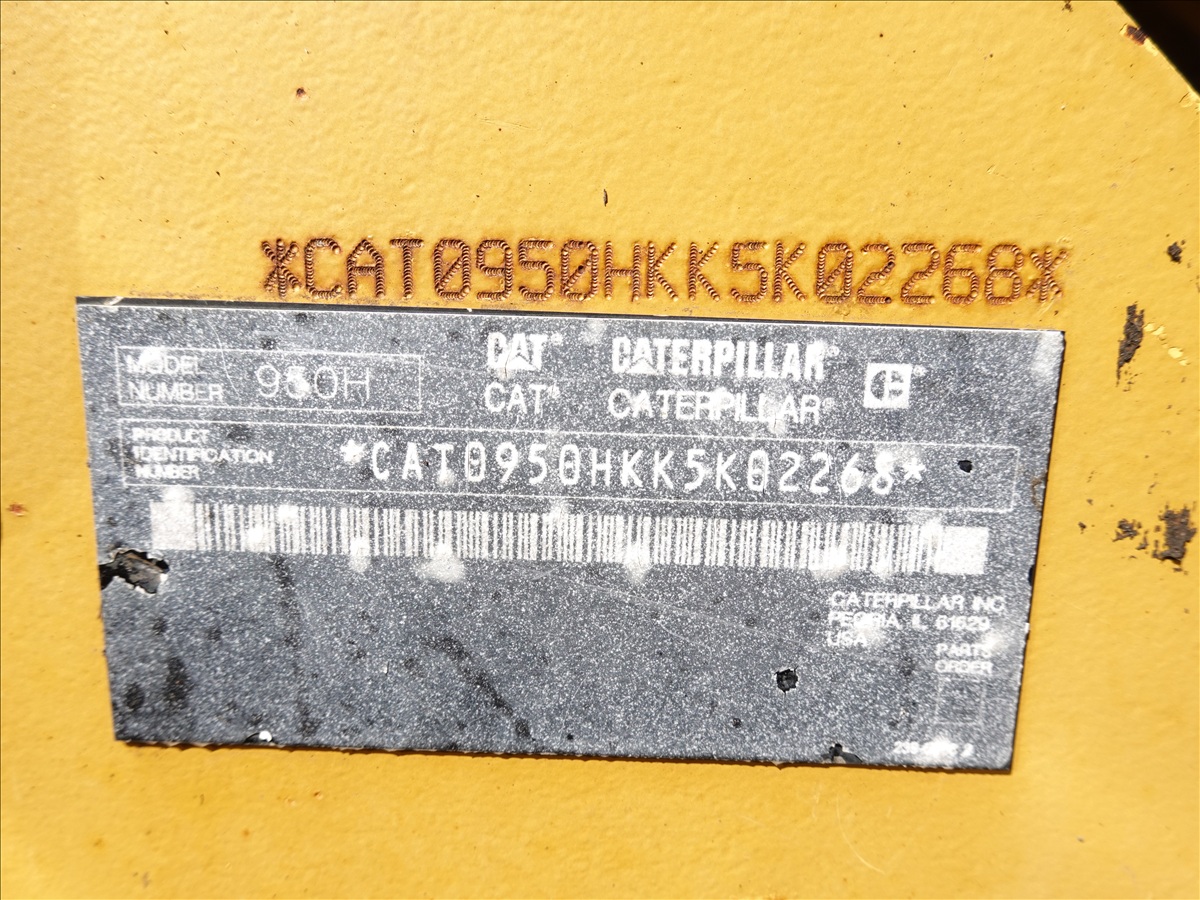 *CAT0950HKK5K02268*
MODEL
NUMBER 950H
CAT® CATERPILLAR®
CAT® CATERPILLAR®
PRODUCT
IDENTIFICATION
NUMBER
*CAT0950HKK5K02268*
CATERPILLAR INC.
PEORIA, IL 61629
USA
PARTS
ORDER